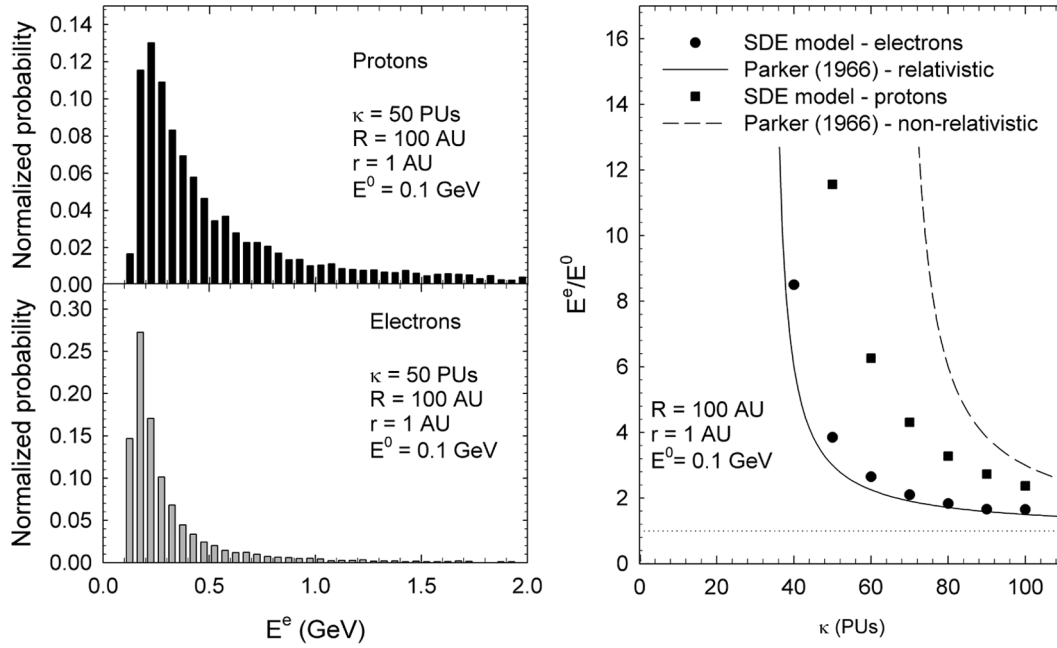 Normalized probability
0.14
0.12
0.10
0.08
0.06
0.04
0.02
0.00
Protons
κ = 50 PUs
R = 100 AU
r = 1 AU
E⁰ = 0.1 GeV
Normalized probability
0.30
0.25
0.20
0.15
0.10
0.05
0.00
Electrons
κ = 50 PUs
R = 100 AU
r = 1 AU
E⁰ = 0.1 GeV
0.0 0.5 1.0 1.5 2.0
Eᵉ (GeV)
Eᵉ/E⁰
16
14
12
10
8
6
4
2
0
SDE model - electrons
Parker (1966) - relativistic
SDE model - protons
Parker (1966) - non-relativistic
R = 100 AU
r = 1 AU
E⁰= 0.1 GeV
0 20 40 60 80 100
κ (PUs)